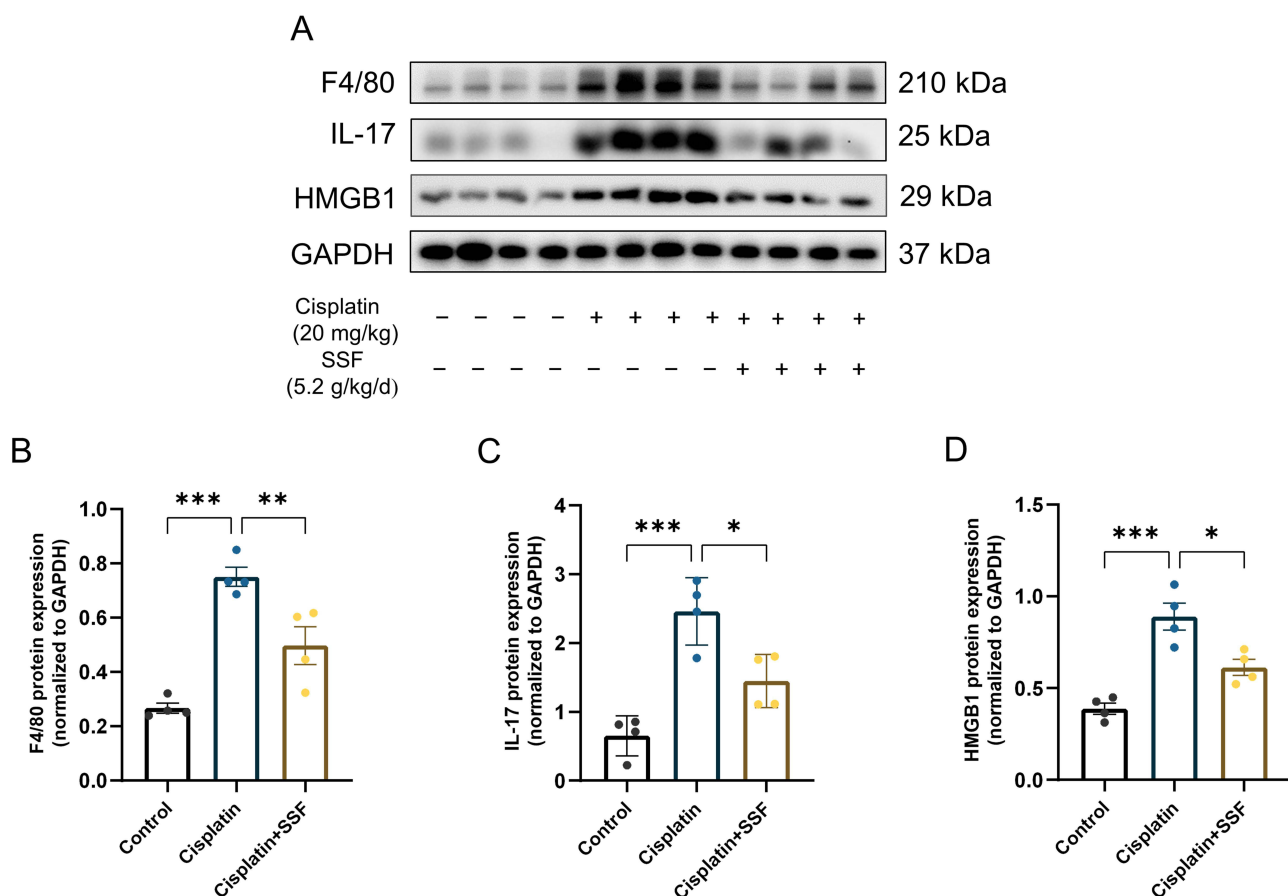 A
F4/80 210 kDa
IL-17 25 kDa
HMGB1 29 kDa
GAPDH 37 kDa
Cisplatin
(20 mg/kg) − − − − + + + + + + + +
SSF
(5.2 g/kg/d) − − − − − − − − + + + +
B
F4/80 protein expression
(normalized to GAPDH)
1.0
0.8
0.6
0.4
0.2
0.0
*** **
Control
Cisplatin
Cisplatin+SSF
C
IL-17 protein expression
(normalized to GAPDH)
4
3
2
1
0
*** *
Control
Cisplatin
Cisplatin+SSF
D
HMGB1 protein expression
(normalized to GAPDH)
1.5
1.0
0.5
0.0
*** *
Control
Cisplatin
Cisplatin+SSF